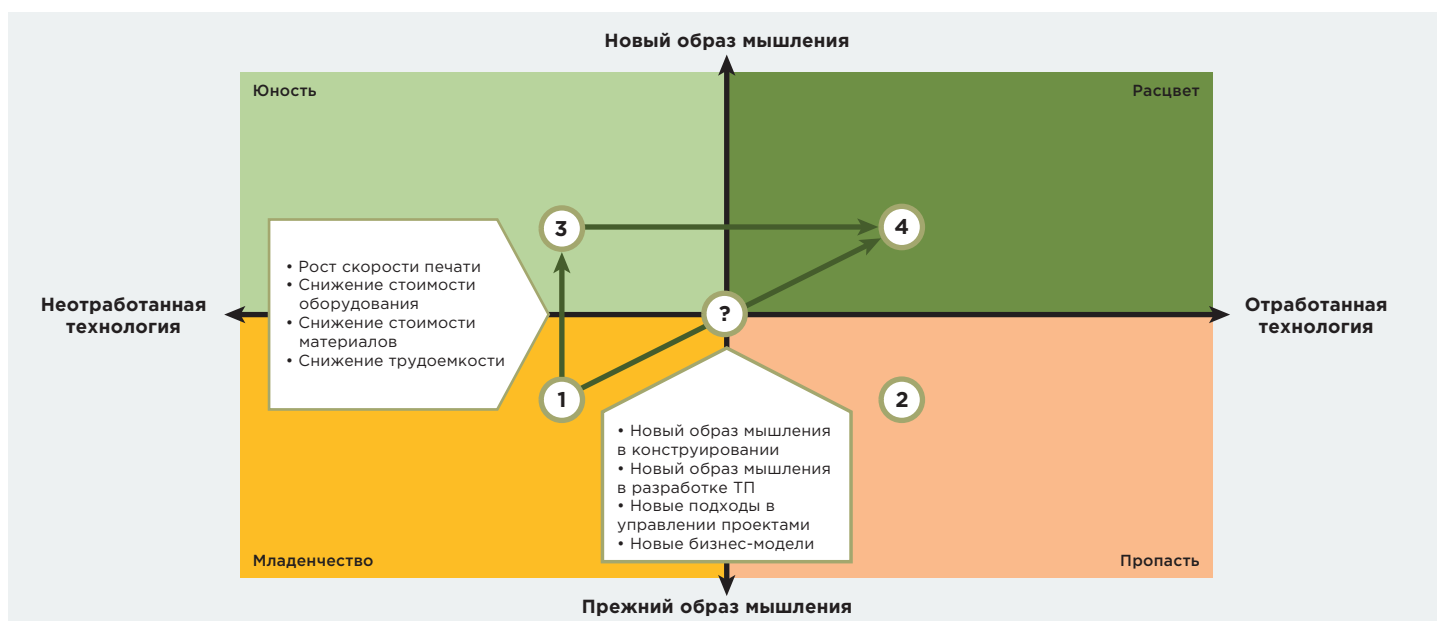 Новый образ мышления
Юность
Расцвет
3
4
• Рост скорости печати
• Снижение стоимости
оборудования
• Снижение стоимости
материалов
• Снижение трудоемкости
Неотработанная
технология
?
Отработанная
технология
1
2
• Новый образ мышления
в конструировании
• Новый образ мышления
в разработке ТП
• Новые подходы в
управлении проектами
• Новые бизнес-модели
Младенчество
Пропасть
Прежний образ мышления